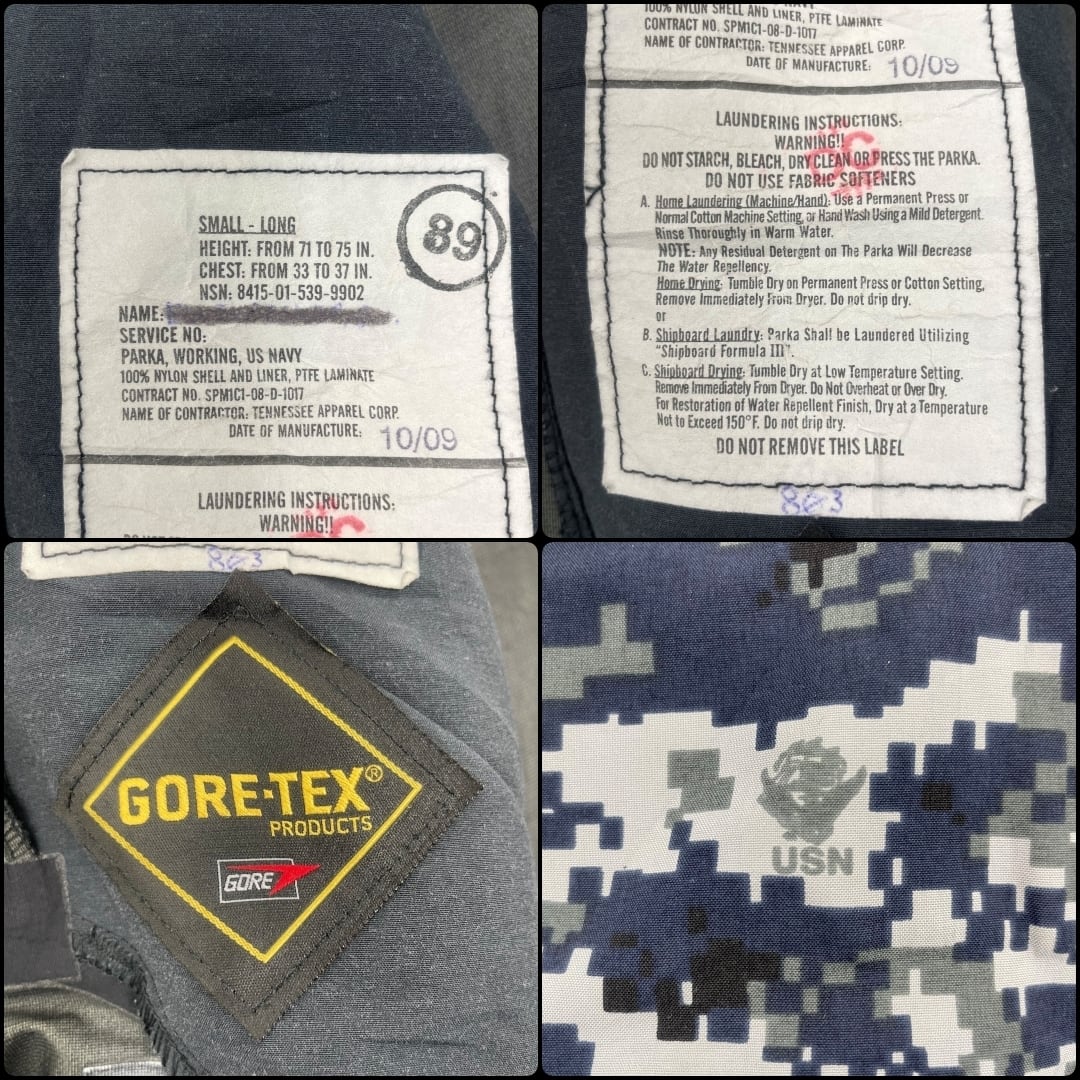 SMALL - LONG
HEIGHT: FROM 71 TO 75 IN.
CHEST: FROM 33 TO 37 IN.
NSN: 8415-01-539-9902
89
NAME:
SERVICE NO:
PARKA, WORKING, US NAVY
100% NYLON SHELL AND LINER, PTFE LAMINATE
CONTRACT NO. SPM1C1-08-D-1017
NAME OF CONTRACTOR: TENNESSEE APPAREL CORP.
DATE OF MANUFACTURE: 10/09
LAUNDERING INSTRUCTIONS:
WARNING!!
100% NYLON SHELL AND LINER, PTFE LAMINATE
CONTRACT NO. SPM1C1-08-D-1017
NAME OF CONTRACTOR: TENNESSEE APPAREL CORP.
DATE OF MANUFACTURE: 10/09
LAUNDERING INSTRUCTIONS:
WARNING!!
DO NOT STARCH, BLEACH, DRY CLEAN OR PRESS THE PARKA.
DO NOT USE FABRIC SOFTENERS
A. Home Laundering (Machine/Hand): Use a Permanent Press or
Normal Cotton Machine Setting, or Hand Wash Using a Mild Detergent.
Rinse Thoroughly in Warm Water.
NOTE: Any Residual Detergent on The Parka Will Decrease
The Water Repellency.
Home Drying: Tumble Dry on Permanent Press or Cotton Setting,
Remove Immediately From Dryer. Do not drip dry.
or
B. Shipboard Laundry: Parka Shall be Laundered Utilizing
"Shipboard Formula III".
C. Shipboard Drying: Tumble Dry at Low Temperature Setting.
Remove Immediately From Dryer. Do Not Overheat or Over Dry.
For Restoration of Water Repellent Finish, Dry at a Temperature
Not to Exceed 150°F. Do not drip dry.
DO NOT REMOVE THIS LABEL
GORE-TEX®
PRODUCTS
GORE
USN